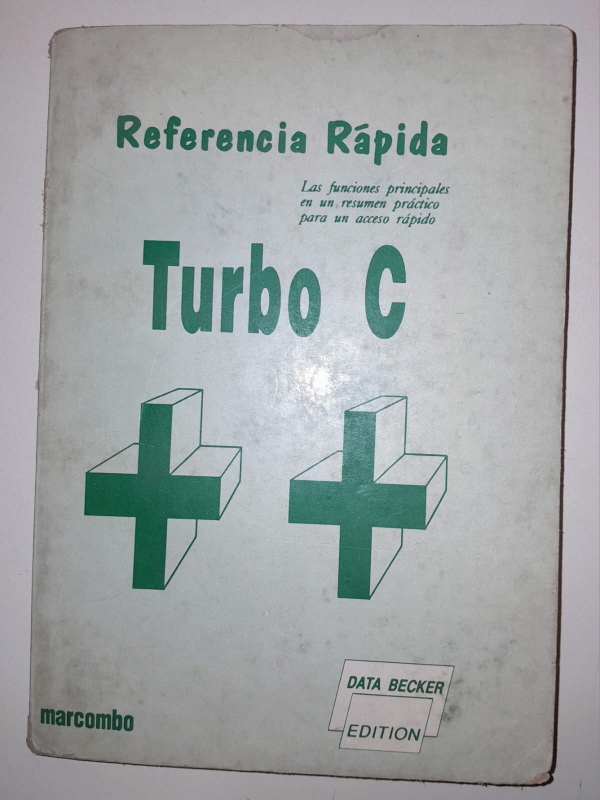 Referencia Rápida
Las funciones principales
en un resumen práctico
para un acceso rápido
Turbo C
++
DATA BECKER
EDITION
marcombo